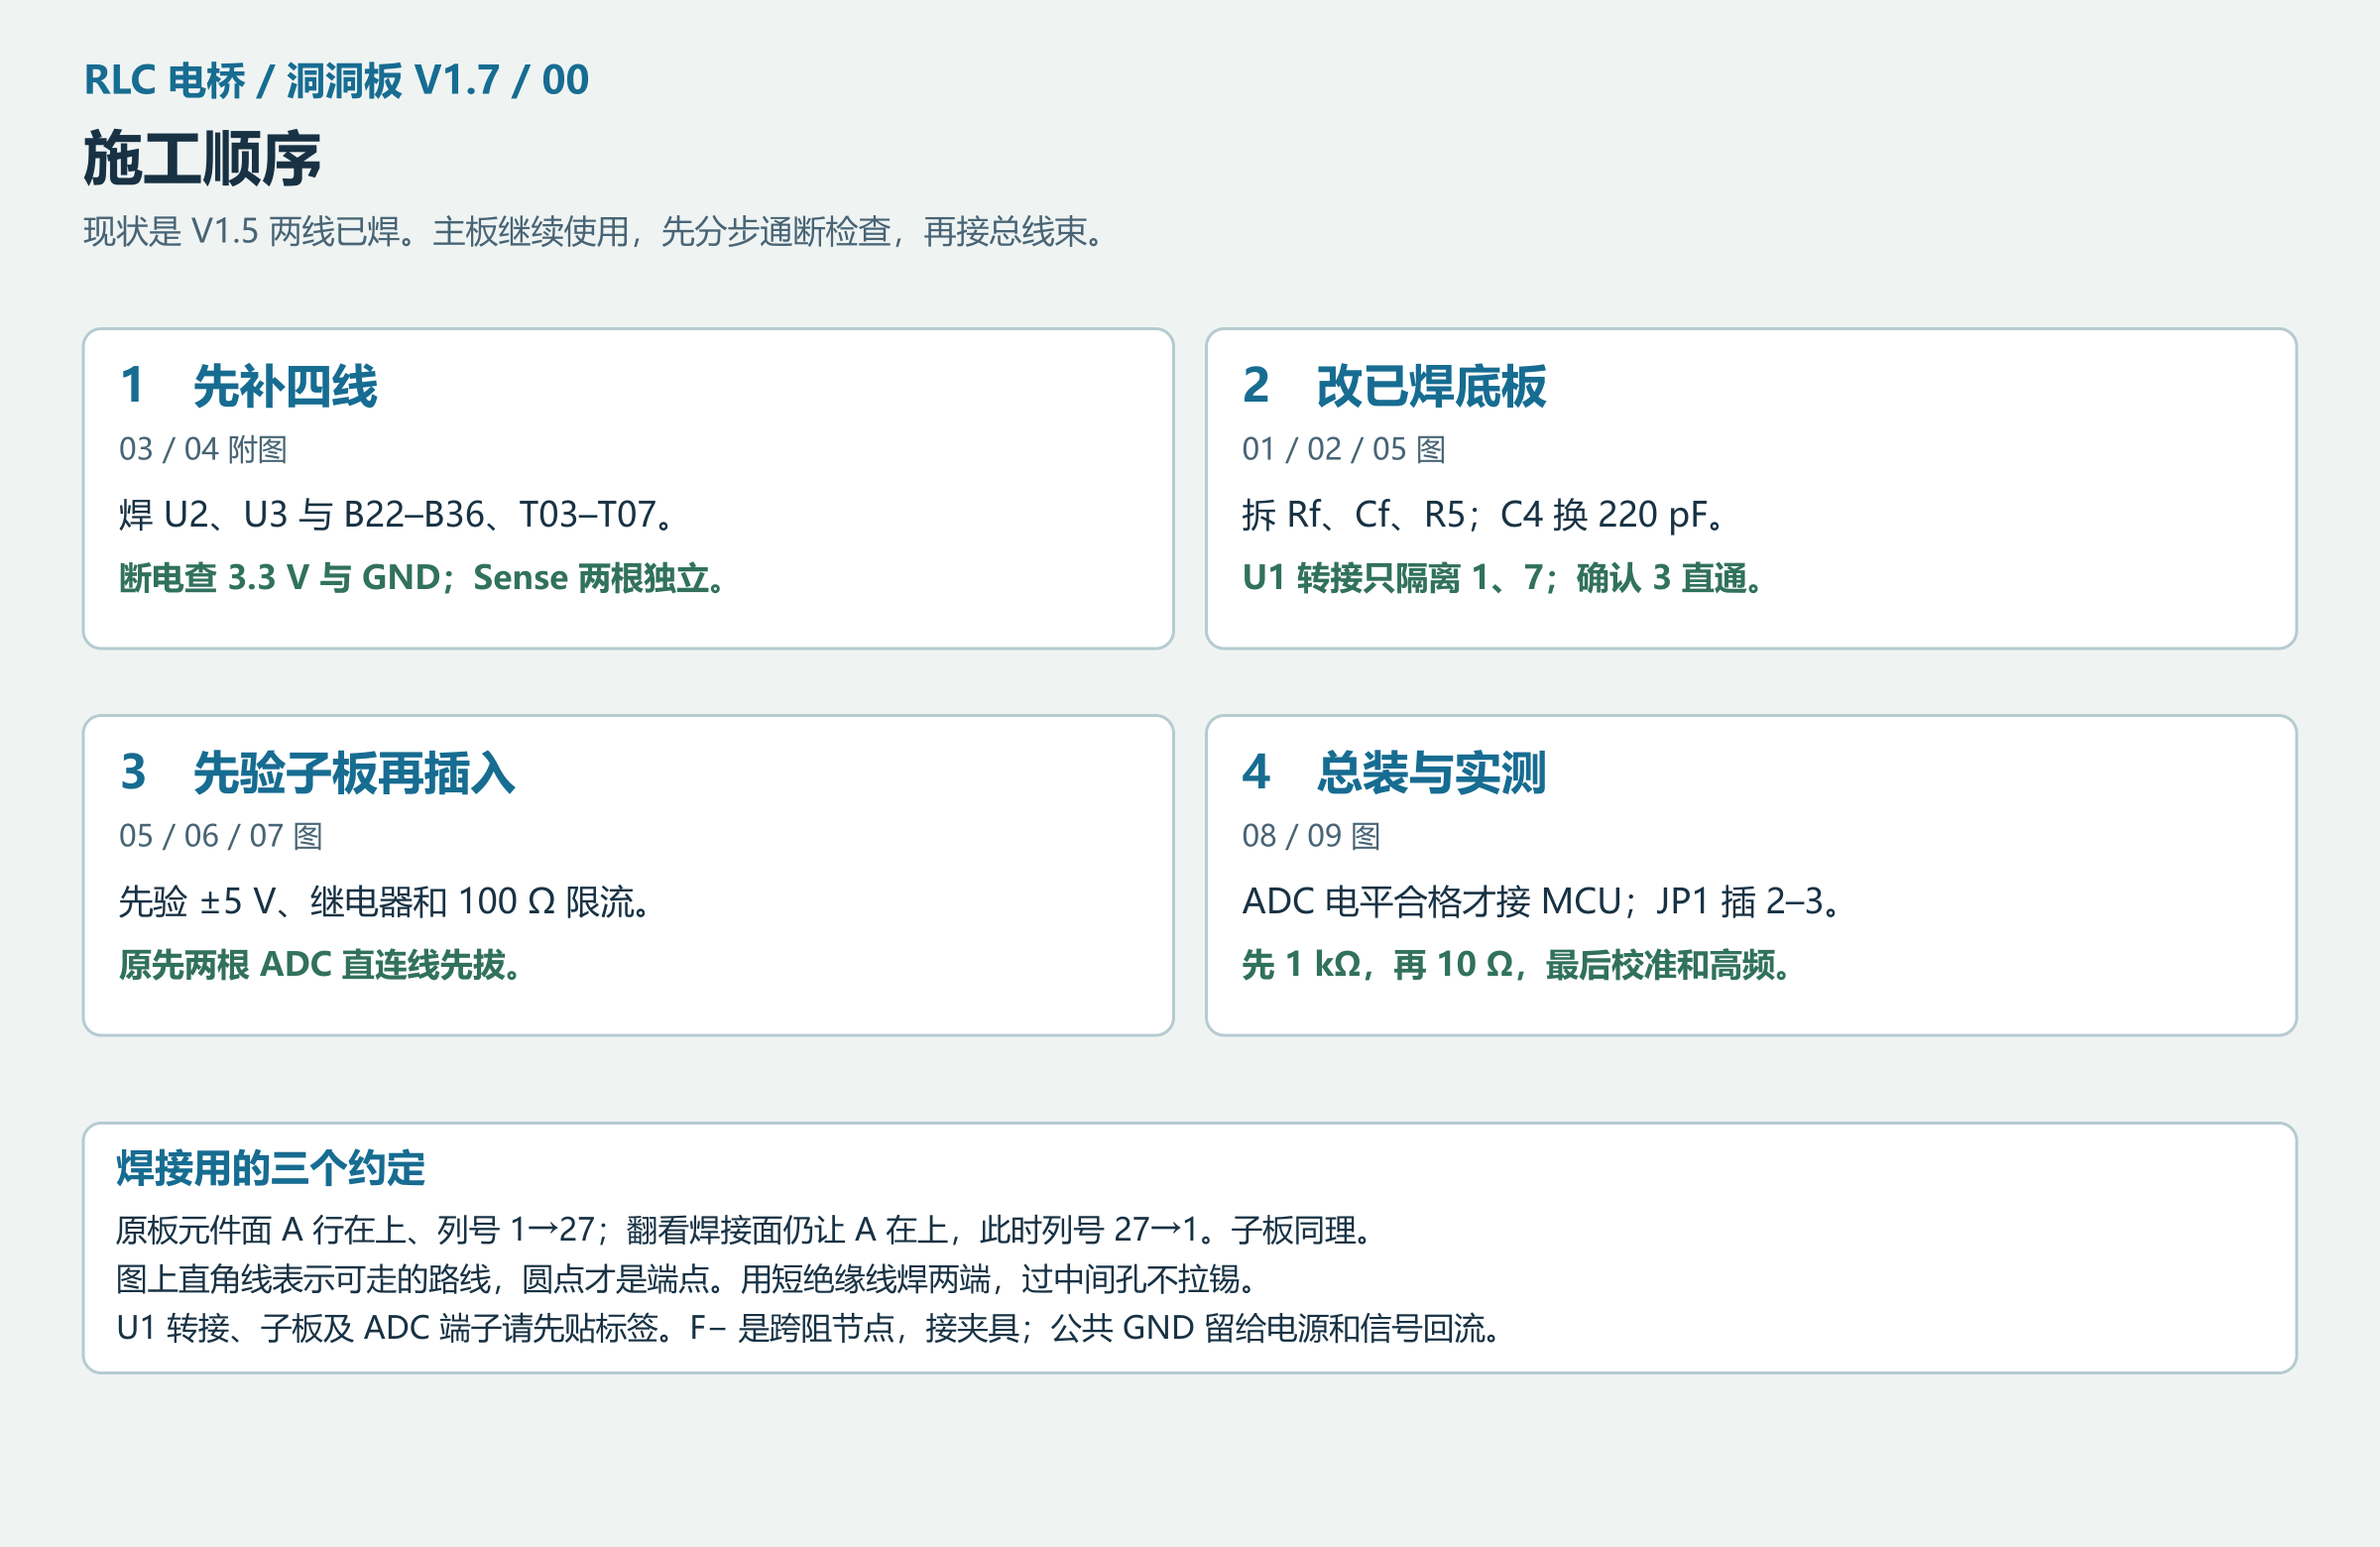 RLC 电桥 / 洞洞板 V1.7 / 00
施工顺序
现状是 V1.5 两线已焊。主板继续使用，先分步通断检查，再接总线束。
1 先补四线
03 / 04 附图
焊 U2、U3 与 B22–B36、T03–T07。
断电查 3.3 V 与 GND；Sense 两根独立。
2 改已焊底板
01 / 02 / 05 图
拆 Rf、Cf、R5；C4 换 220 pF。
U1 转接只隔离 1、7；确认 3 直通。
3 先验子板再插入
05 / 06 / 07 图
先验 ±5 V、继电器和 100 Ω 限流。
原先两根 ADC 直连线先拔。
4 总装与实测
08 / 09 图
ADC 电平合格才接 MCU；JP1 插 2–3。
先 1 kΩ，再 10 Ω，最后校准和高频。
焊接用的三个约定
原板元件面 A 行在上、列号 1→27；翻看焊接面仍让 A 在上，此时列号 27→1。子板同理。
图上直角线表示可走的路线，圆点才是端点。用短绝缘线焊两端，过中间孔不拉锡。
U1 转接、子板及 ADC 端子请先贴标签。F− 是跨阻节点，接夹具；公共 GND 留给电源和信号回流。